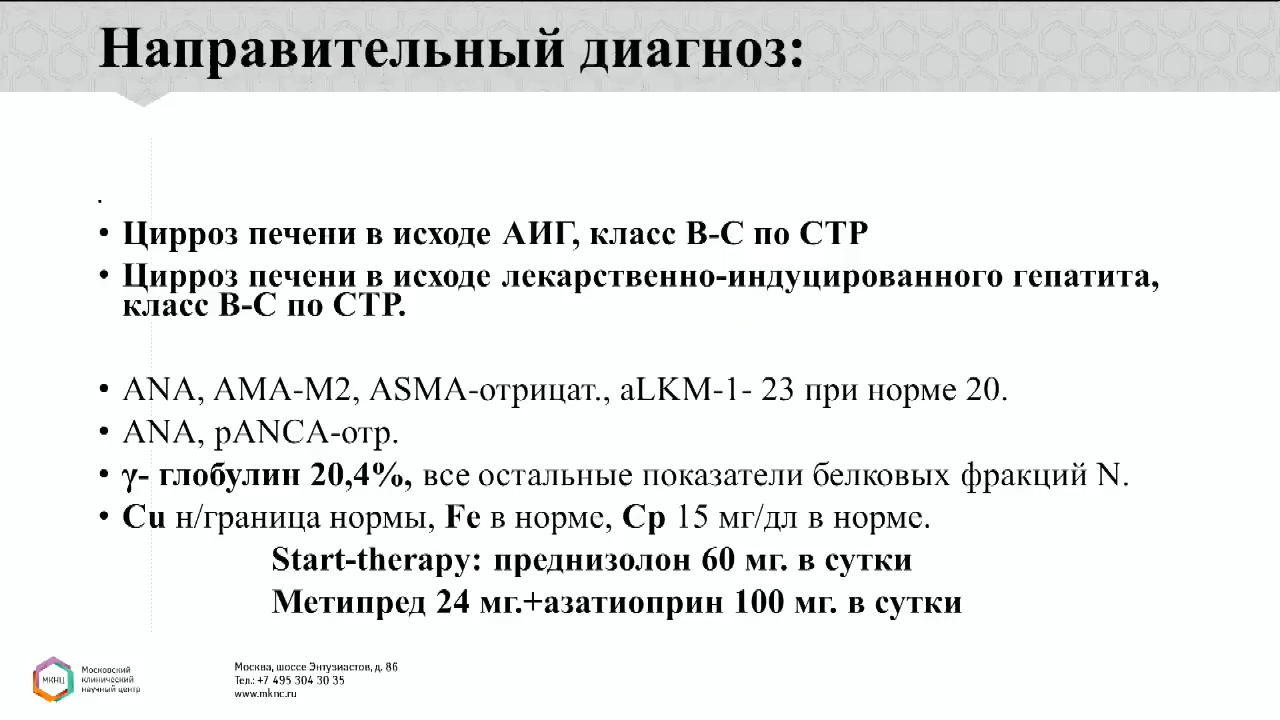 Направительный диагноз:
.
• Цирроз печени в исходе АИГ, класс В-С по СТР
• Цирроз печени в исходе лекарственно-индуцированного гепатита,
класс В-С по СТР.
• ANA, AMA-M2, ASMA-отрицат., aLKM-1- 23 при норме 20.
• ANA, pANCA-отр.
• γ- глобулин 20,4%, все остальные показатели белковых фракций N.
• Cu н/граница нормы, Fe в норме, Cp 15 мг/дл в норме.
Start-therapy: преднизолон 60 мг. в сутки
Метипред 24 мг.+азатиоприн 100 мг. в сутки
МКНЦ
Московский
клинический
научный центр
Москва, шоссе Энтузиастов, д. 86
Тел.: +7 495 304 30 35
www.mknc.ru